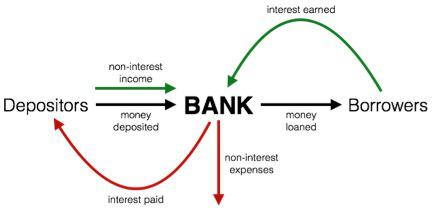 interest earned
non-interest
income
Depositors
BANK
Borrowers
money
deposited
money
loaned
non-interest
expenses
interest paid